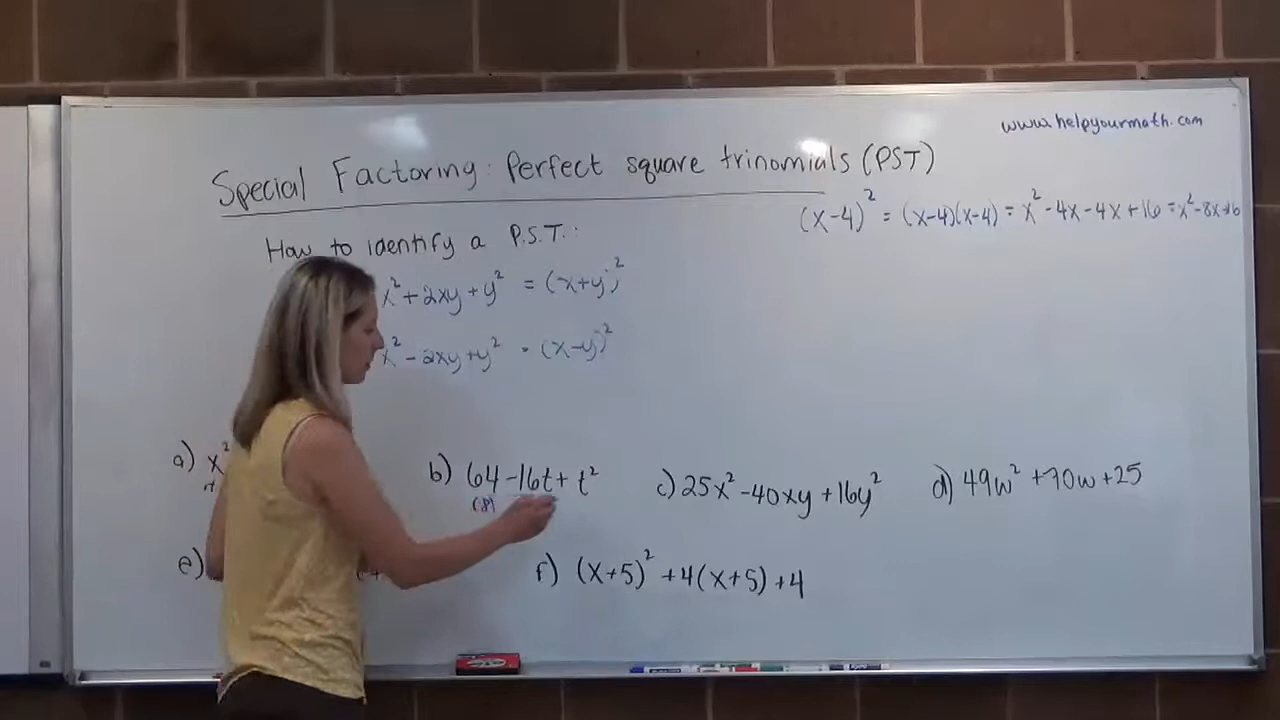 www.helpyourmath.com
Special Factoring: Perfect square trinomials (PST)
(x-4)² = (x-4)(x-4) = x² -4x -4x +16 = x² -8x +16
How to identify a P.S.T.:
x² + 2xy + y² = (x+y)²
x² - 2xy + y² = (x-y)²
a) x²
b) 64 -16t + t²
c) 25x² -40xy +16y²
d) 49w² +70w +25
(8)
e)
f) (x+5)² +4(x+5) +4